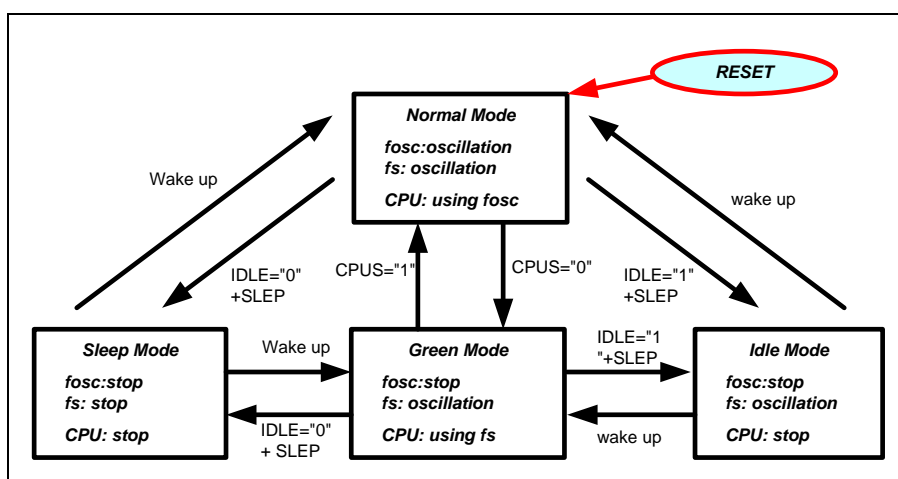 RESET
Normal Mode
fosc:oscillation
fs: oscillation
CPU: using fosc
Wake up
wake up
IDLE="0"
+SLEP
CPUS="1"
CPUS="0"
IDLE="1"
+SLEP
Sleep Mode
fosc:stop
fs: stop
CPU: stop
Wake up
IDLE="0"
+ SLEP
Green Mode
fosc:stop
fs: oscillation
CPU: using fs
IDLE="1
"+SLEP
wake up
Idle Mode
fosc:stop
fs: oscillation
CPU: stop